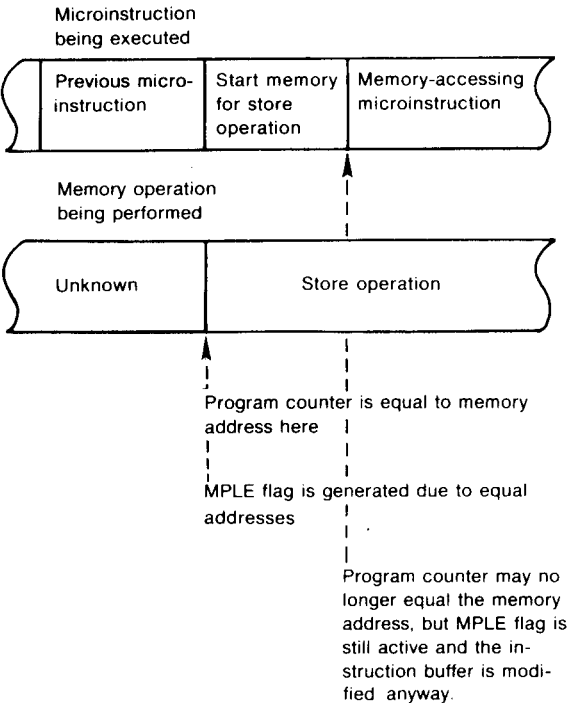 Microinstruction
being executed
Previous micro-
instruction
Start memory
for store
operation
Memory-accessing
microinstruction
Memory operation
being performed
Unknown
Store operation
Program counter is equal to memory
address here
MPLE flag is generated due to equal
addresses
Program counter may no
longer equal the memory
address, but MPLE flag is
still active and the in-
struction buffer is modi-
fied anyway.